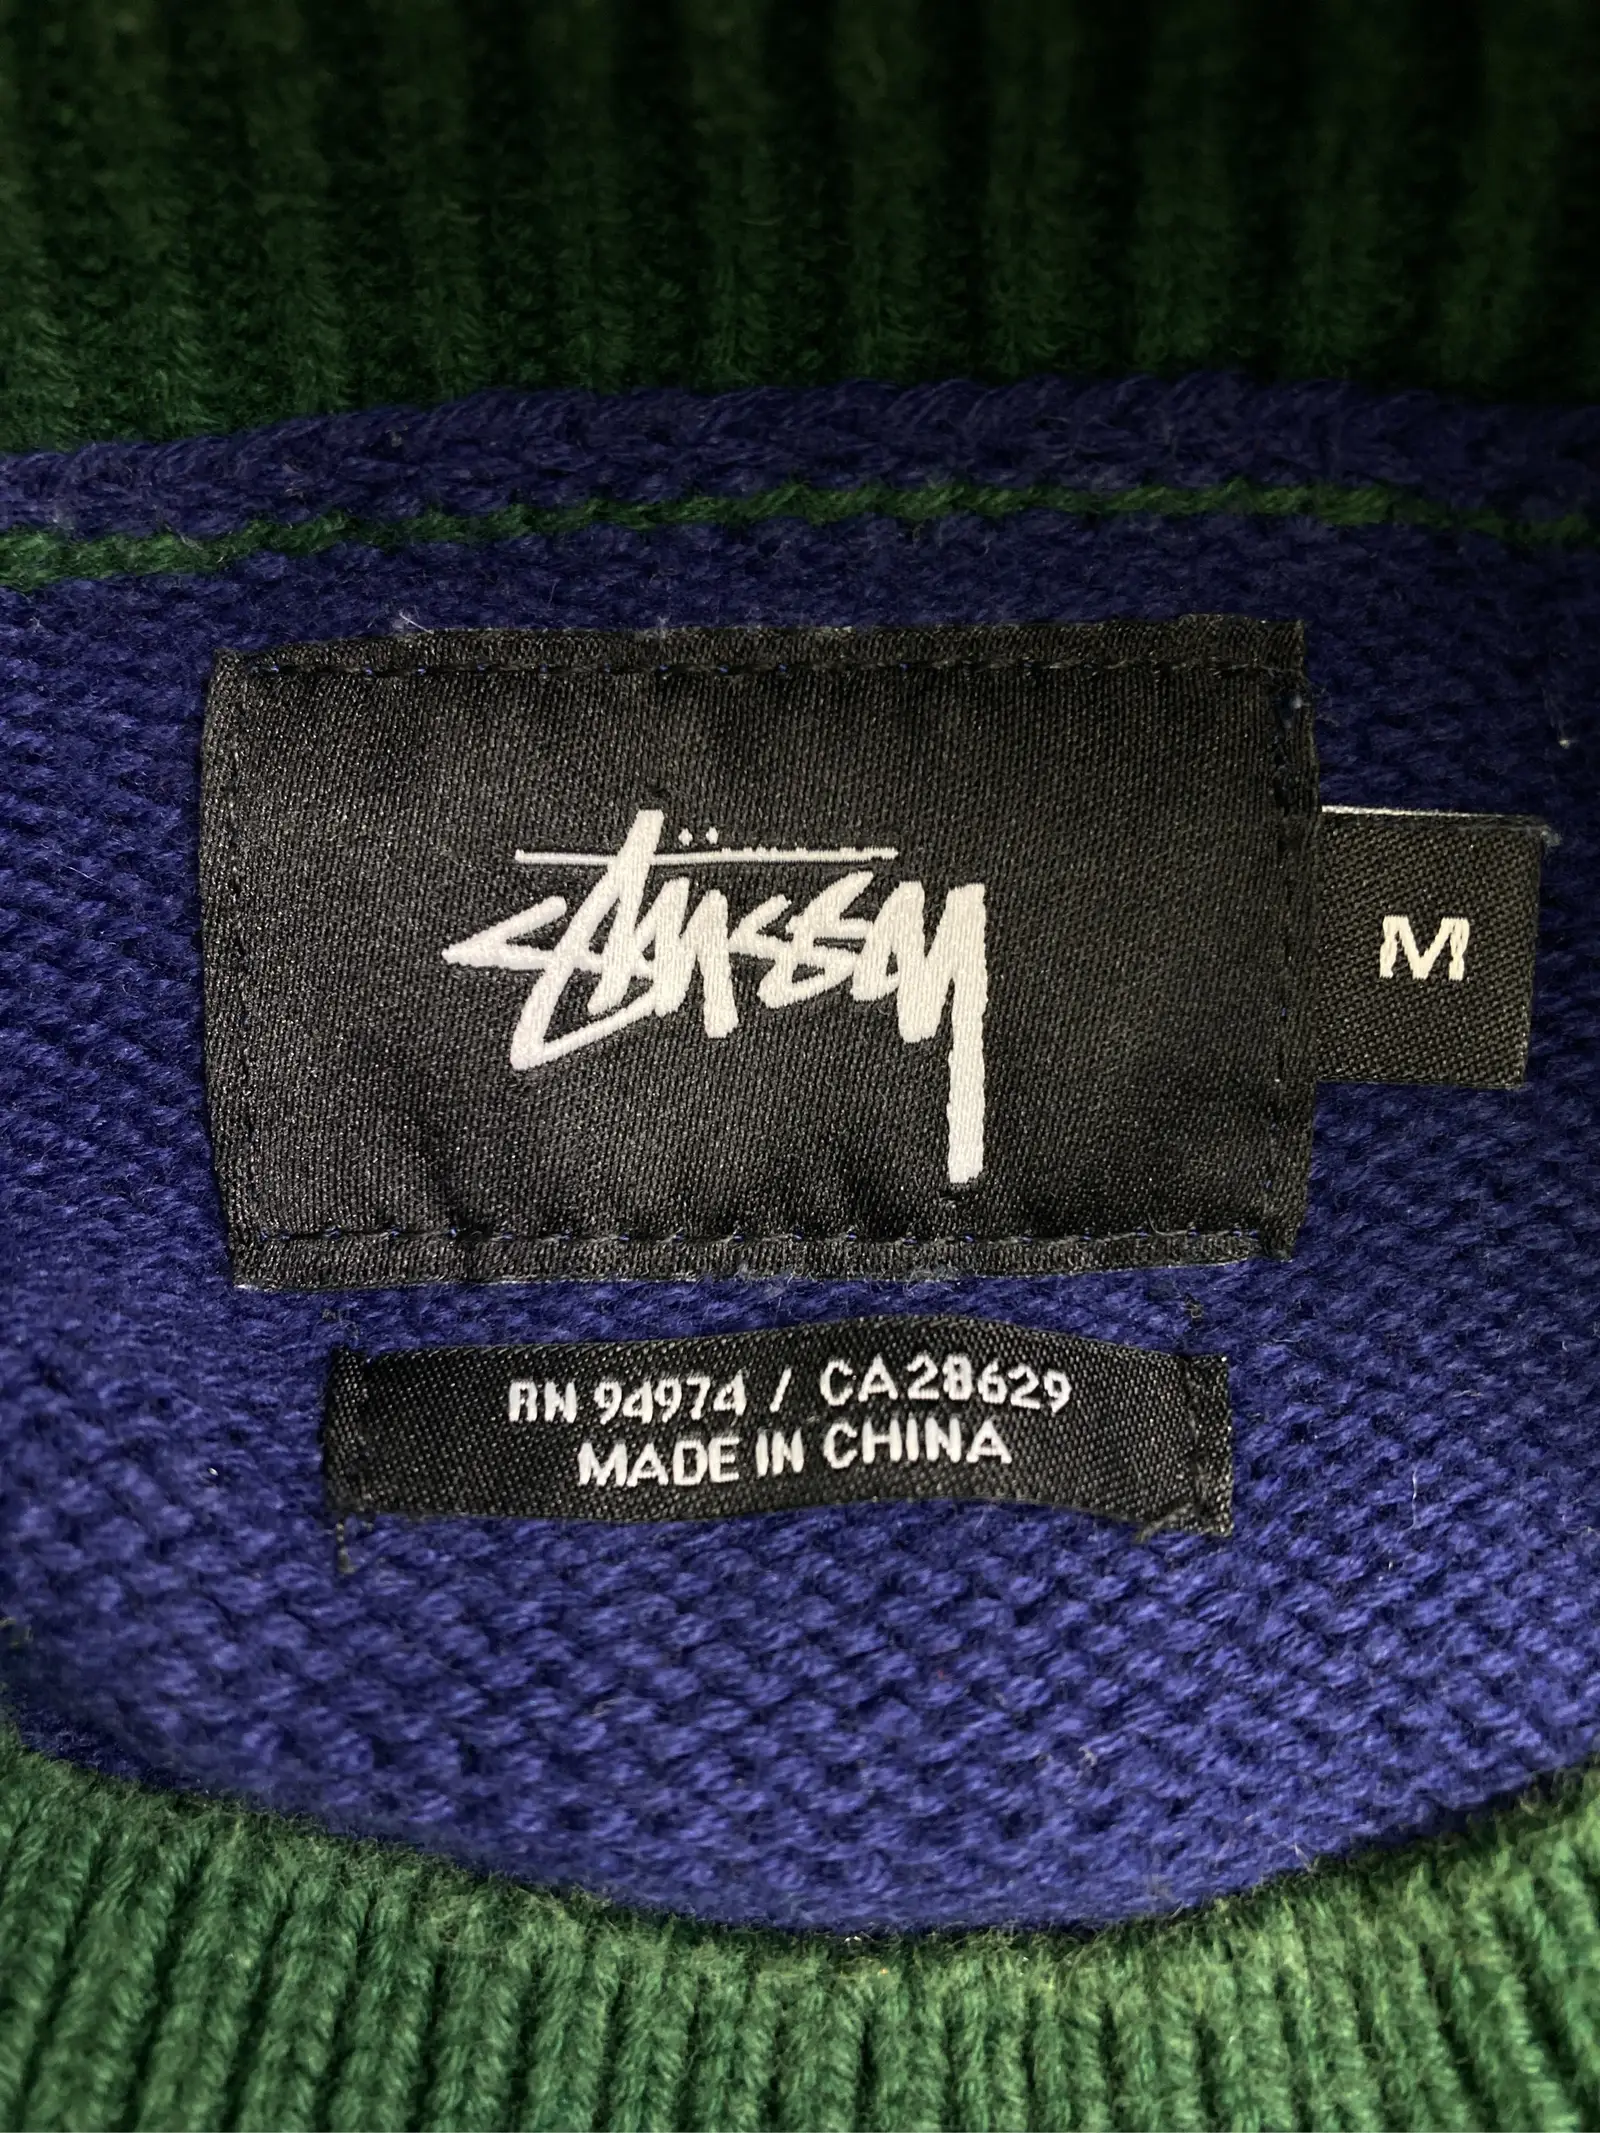 Stüssy
M
RN 94974 / CA28629
MADE IN CHINA